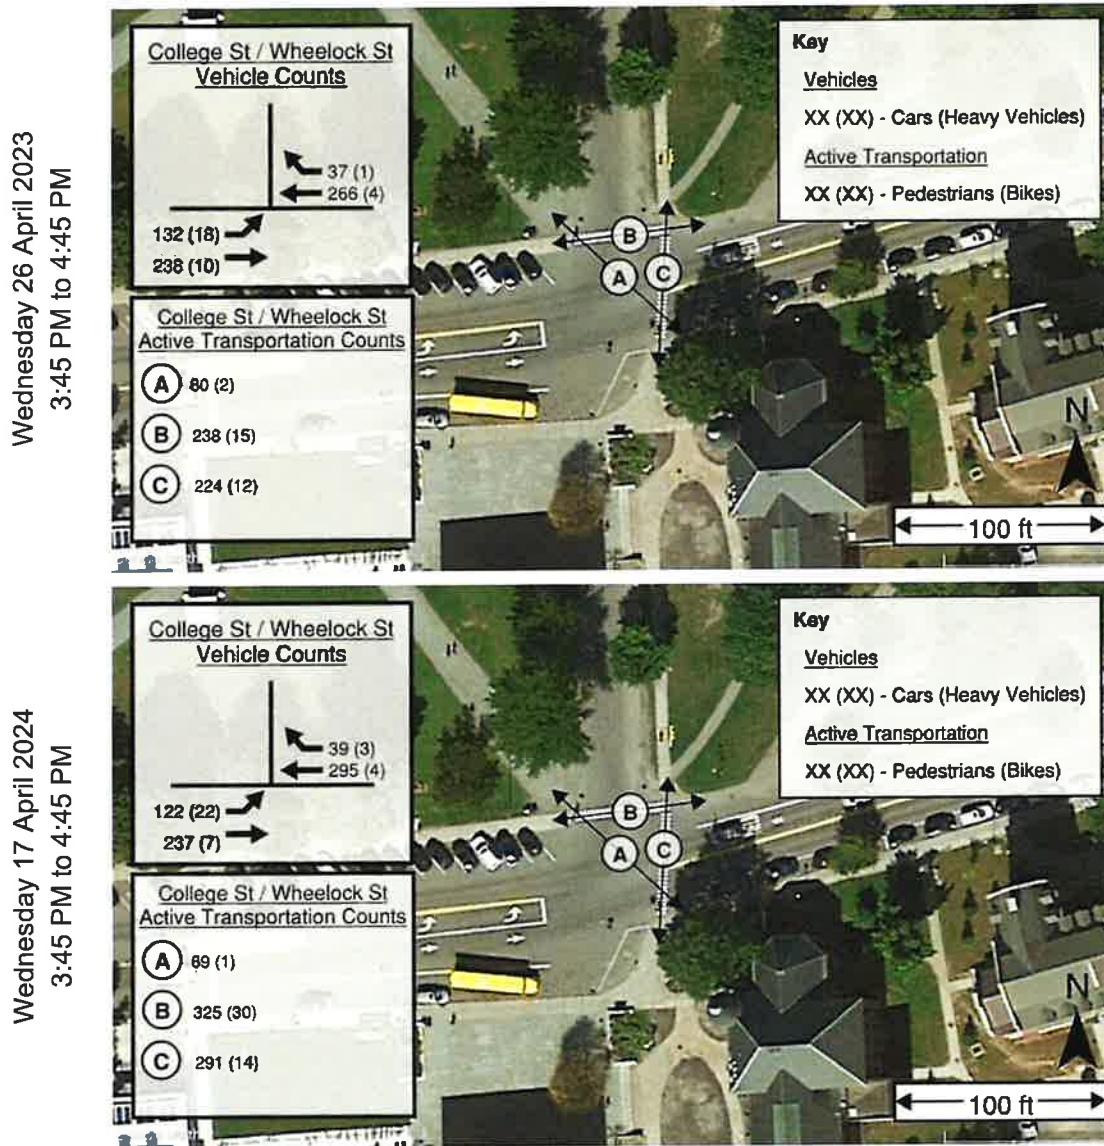 Wednesday 26 April 2023
3:45 PM to 4:45 PM
College St / Wheelock St
Vehicle Counts
37 (1)
266 (4)
132 (18)
238 (10)
College St / Wheelock St
Active Transportation Counts
A 80 (2)
B 238 (15)
C 224 (12)
Key
Vehicles
XX (XX) - Cars (Heavy Vehicles)
Active Transportation
XX (XX) - Pedestrians (Bikes)
B
A
C
N
100 ft
Wednesday 17 April 2024
3:45 PM to 4:45 PM
College St / Wheelock St
Vehicle Counts
39 (3)
295 (4)
122 (22)
237 (7)
College St / Wheelock St
Active Transportation Counts
A 69 (1)
B 325 (30)
C 291 (14)
Key
Vehicles
XX (XX) - Cars (Heavy Vehicles)
Active Transportation
XX (XX) - Pedestrians (Bikes)
B
A
C
N
100 ft